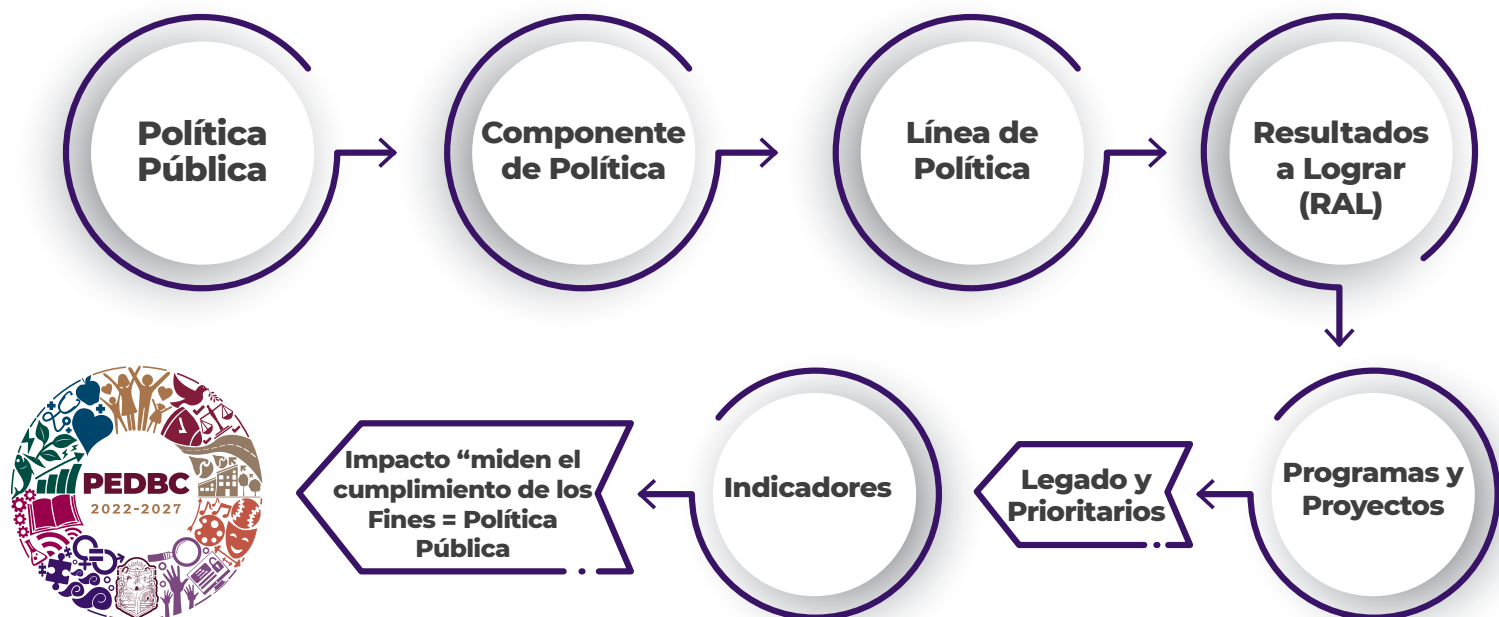 Política
Pública
Componente
de Política
Línea de
Política
Resultados
a Lograr
(RAL)
Programas y
Proyectos
Legado y
Prioritarios
Indicadores
Impacto “miden el
cumplimiento de los
Fines = Política
Pública
PEDBC
2022-2027